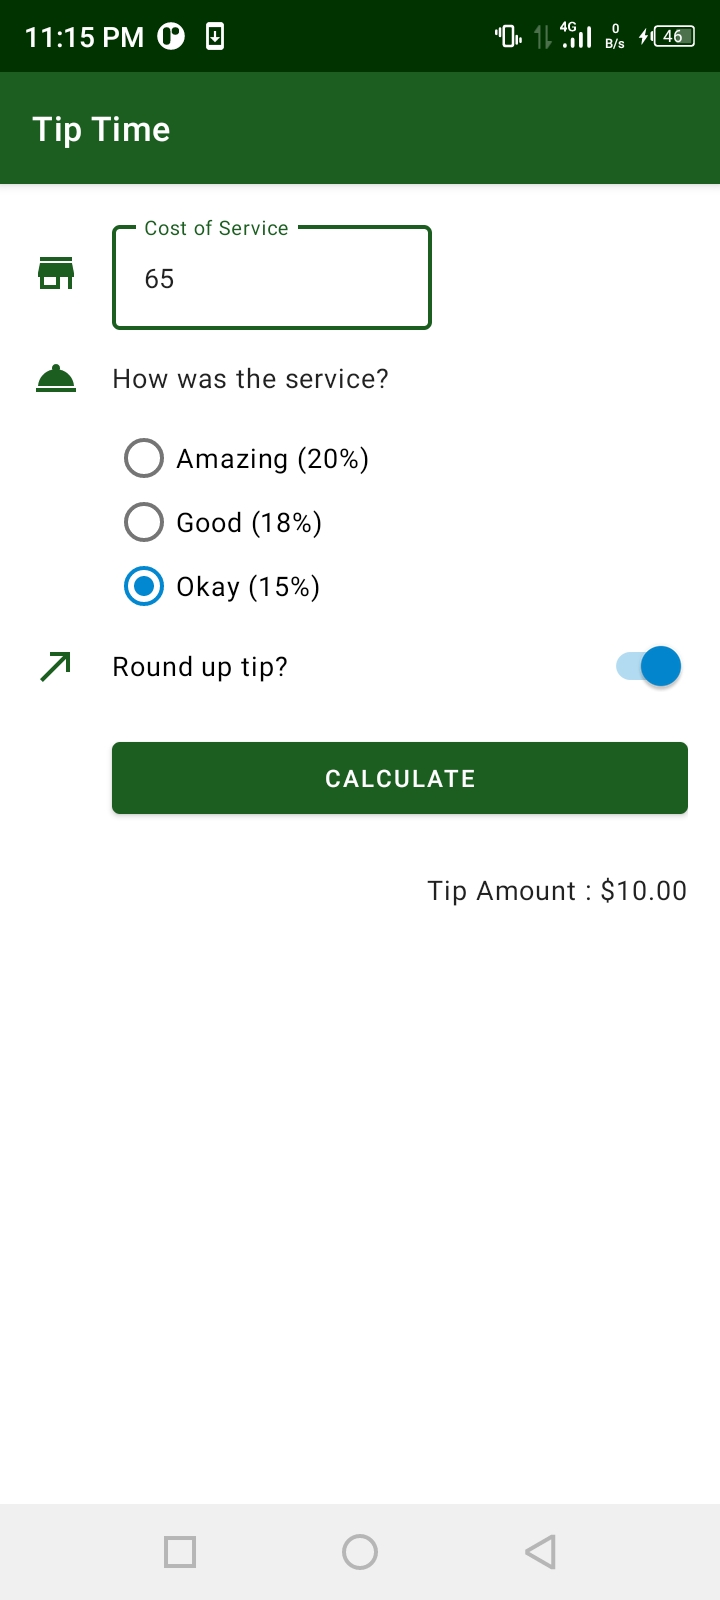 11:15 PM 4G 0 B/s 46
Tip Time
Cost of Service
65
How was the service?
Amazing (20%)
Good (18%)
Okay (15%)
Round up tip?
CALCULATE
Tip Amount : $10.00